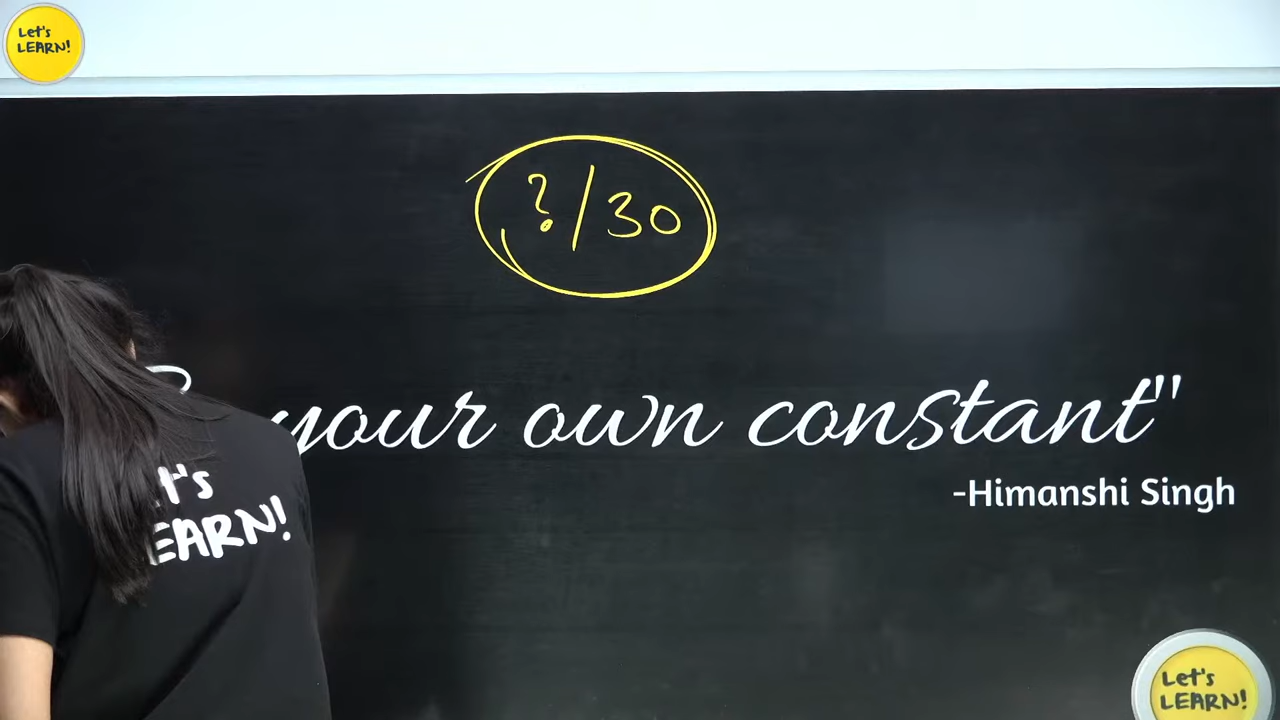 Let's
LEARN!
?/30
your own constant"
-Himanshi Singh
t's
EARN!
Let's
LEARN!